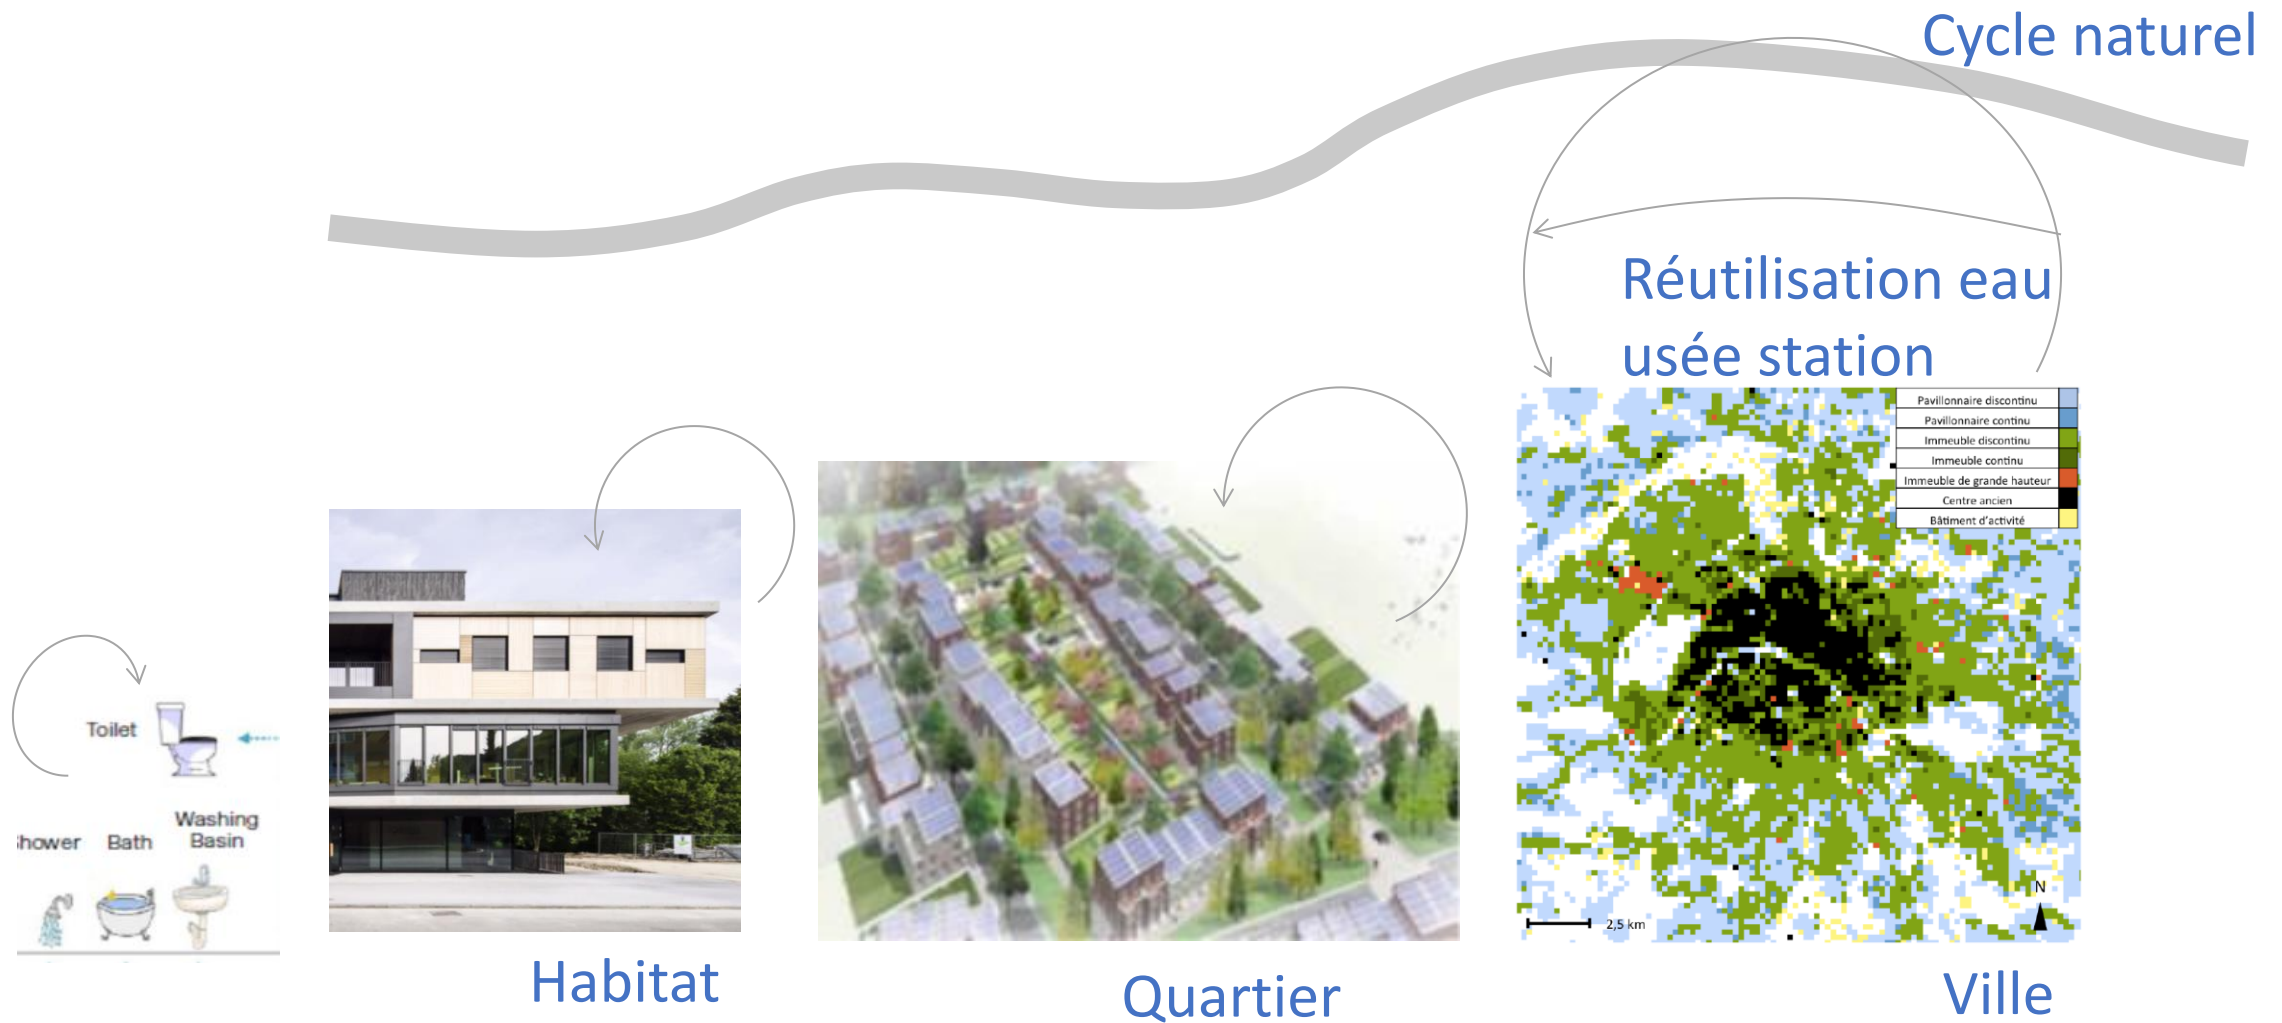 Cycle naturel
Réutilisation eau
usée station
Pavillonnaire discontinu
Pavillonnaire continu
Immeuble discontinu
Immeuble continu
Immeuble de grande hauteur
Centre ancien
Bâtiment d'activité
Toilet
Washing
hower Bath Basin
N
2,5 km
Habitat
Quartier
Ville